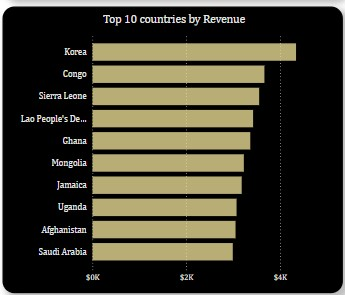 Top 10 countries by Revenue
Korea
Congo
Sierra Leone
Lao People's De...
Ghana
Mongolia
Jamaica
Uganda
Afghanistan
Saudi Arabia
$0K $2K $4K